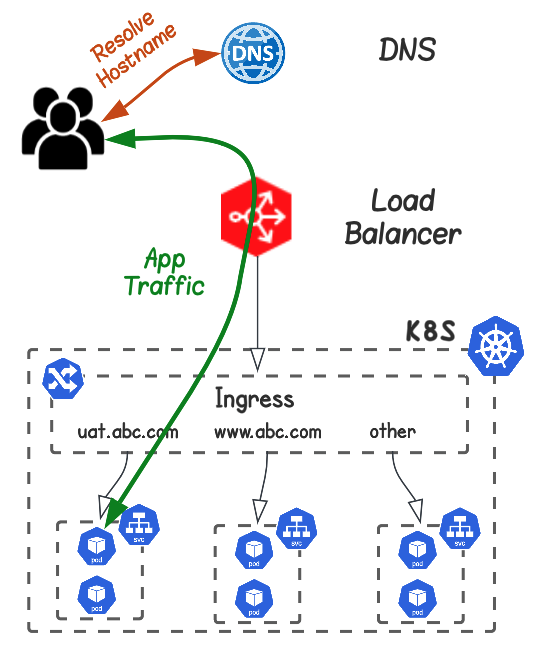 Resolve
Hostname
DNS
DNS
Load
Balancer
App
Traffic
K8S
Ingress
uat.abc.com
www.abc.com
other
svc
pod
pod
svc
pod
pod
svc
pod
pod